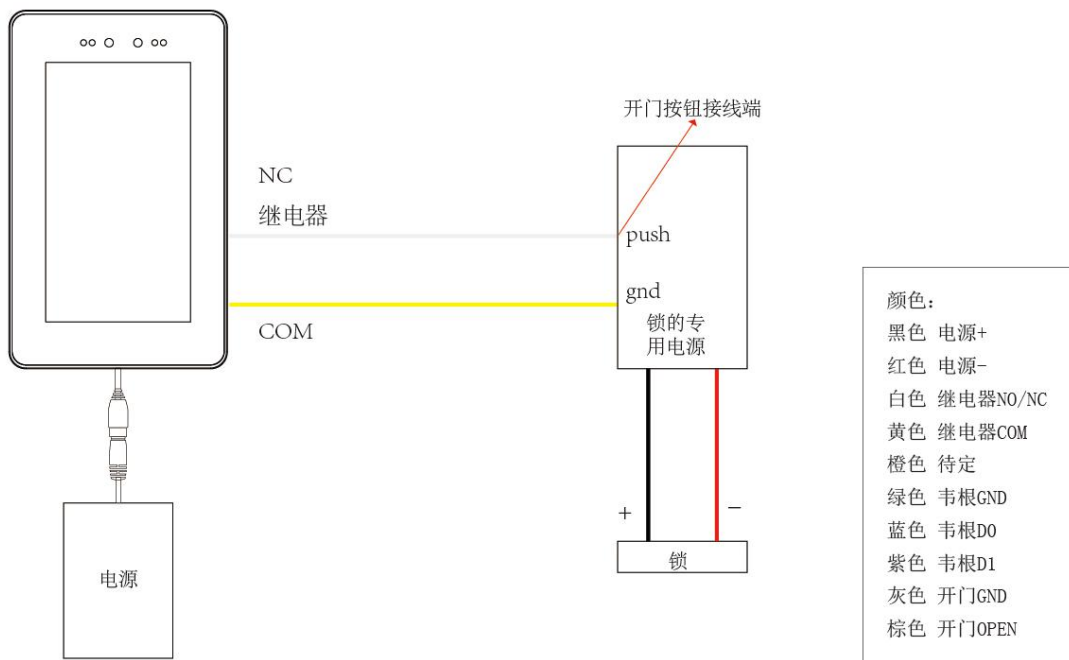 开门按钮接线端
NC
继电器
push
gnd
COM
锁的专
用电源
+
−
锁
电源
颜色:
黑色 电源+
红色 电源−
白色 继电器NO/NC
黄色 继电器COM
橙色 待定
绿色 韦根GND
蓝色 韦根D0
紫色 韦根D1
灰色 开门GND
棕色 开门OPEN